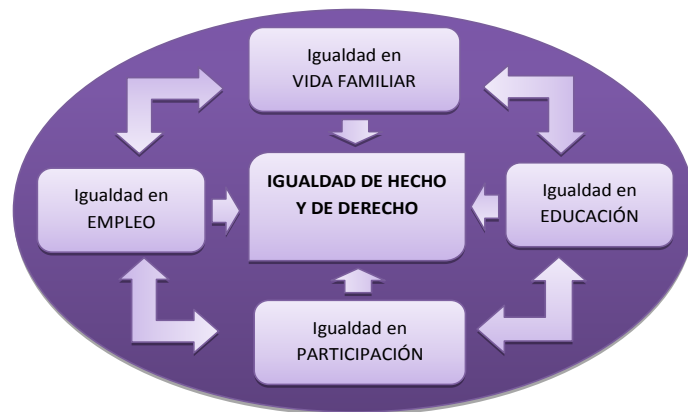 Igualdad en
VIDA FAMILIAR
IGUALDAD DE HECHO
Y DE DERECHO
Igualdad en
EMPLEO
Igualdad en
EDUCACIÓN
Igualdad en
PARTICIPACIÓN